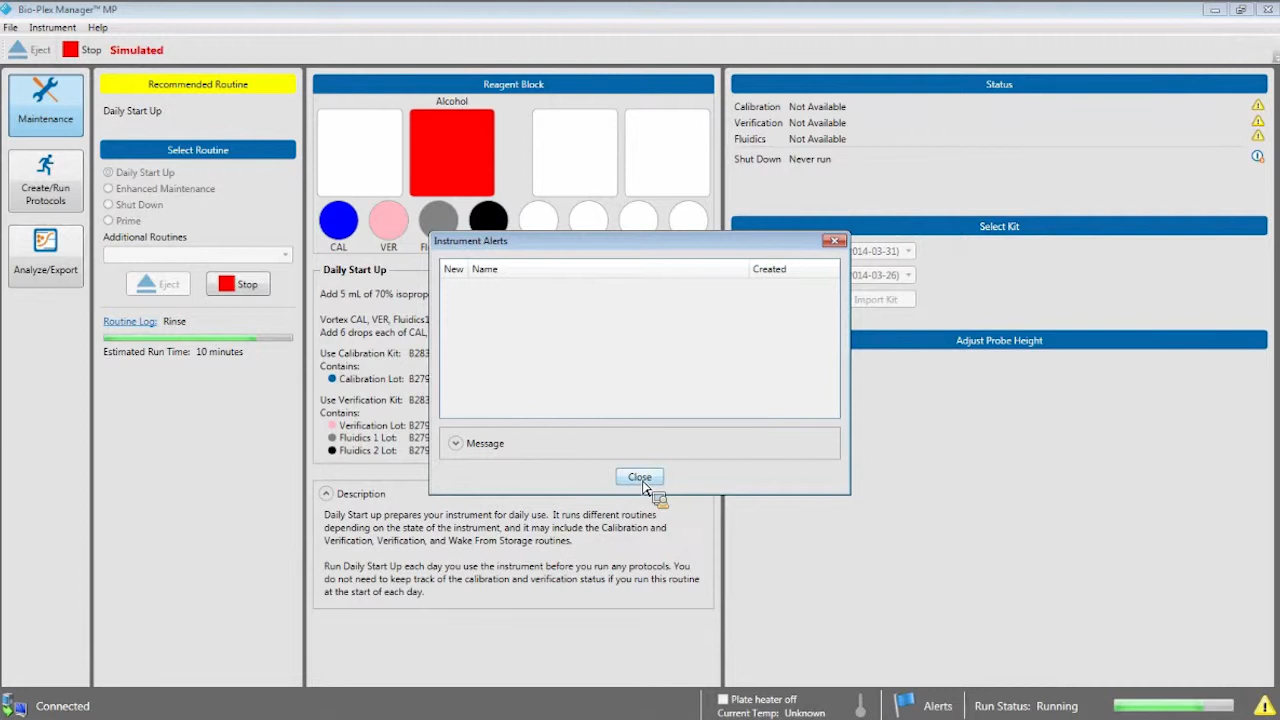 Bio-Plex Manager™ MP
File Instrument Help
Eject Stop Simulated
Maintenance
Create/Run
Protocols
Analyze/Export
Recommended Routine
Daily Start Up
Select Routine
Daily Start Up
Enhanced Maintenance
Shut Down
Prime
Additional Routines
Eject Stop
Routine Log: Rinse
Estimated Run Time: 10 minutes
Reagent Block
Alcohol
CAL VER
Daily Start Up
Add 5 mL of 70% isoprop
Vortex CAL, VER, Fluidics1
Add 6 drops each of CAL,
Use Calibration Kit: B283
Contains:
Calibration Lot: B279
Use Verification Kit: B283
Contains:
Verification Lot: B279
Fluidics 1 Lot: B279
Fluidics 2 Lot: B279
Description
Daily Start up prepares your instrument for daily use. It runs different routines
depending on the state of the instrument, and it may include the Calibration and
Verification, Verification, and Wake From Storage routines.
Run Daily Start Up each day you use the instrument before you run any protocols. You
do not need to keep track of the calibration and verification status if you run this routine
at the start of each day.
Instrument Alerts
New Name Created
Message
Close
Status
Calibration Not Available
Verification Not Available
Fluidics Not Available
Shut Down Never run
Select Kit
2014-03-31)
2014-03-26)
Import Kit
Adjust Probe Height
Connected
Plate heater off
Current Temp: Unknown
Alerts
Run Status: Running